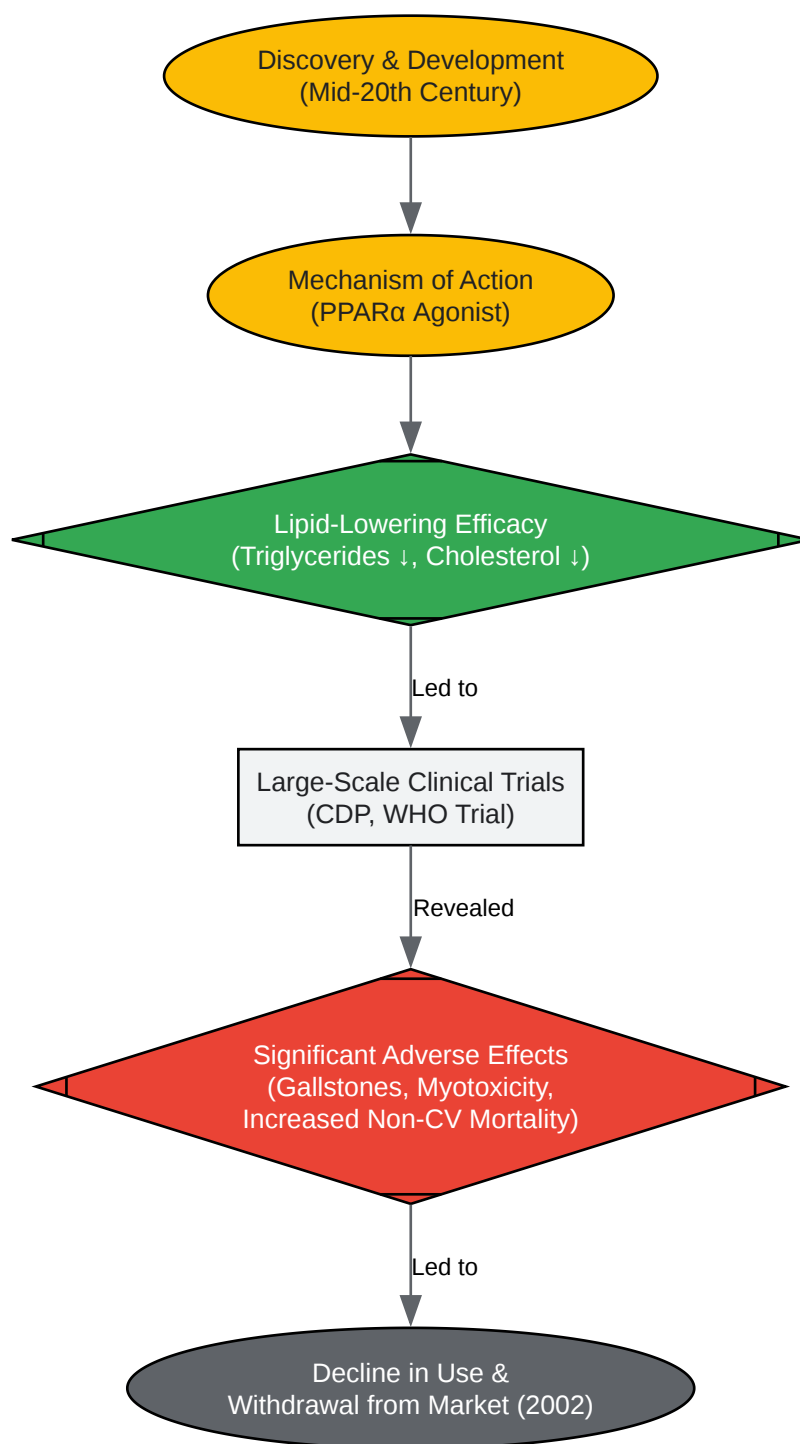 Discovery & Development
(Mid-20th Century)
Mechanism of Action
(PPARα Agonist)
Lipid-Lowering Efficacy
(Triglycerides ↓, Cholesterol ↓)
Led to
Large-Scale Clinical Trials
(CDP, WHO Trial)
Revealed
Significant Adverse Effects
(Gallstones, Myotoxicity,
Increased Non-CV Mortality)
Led to
Decline in Use &
Withdrawal from Market (2002)